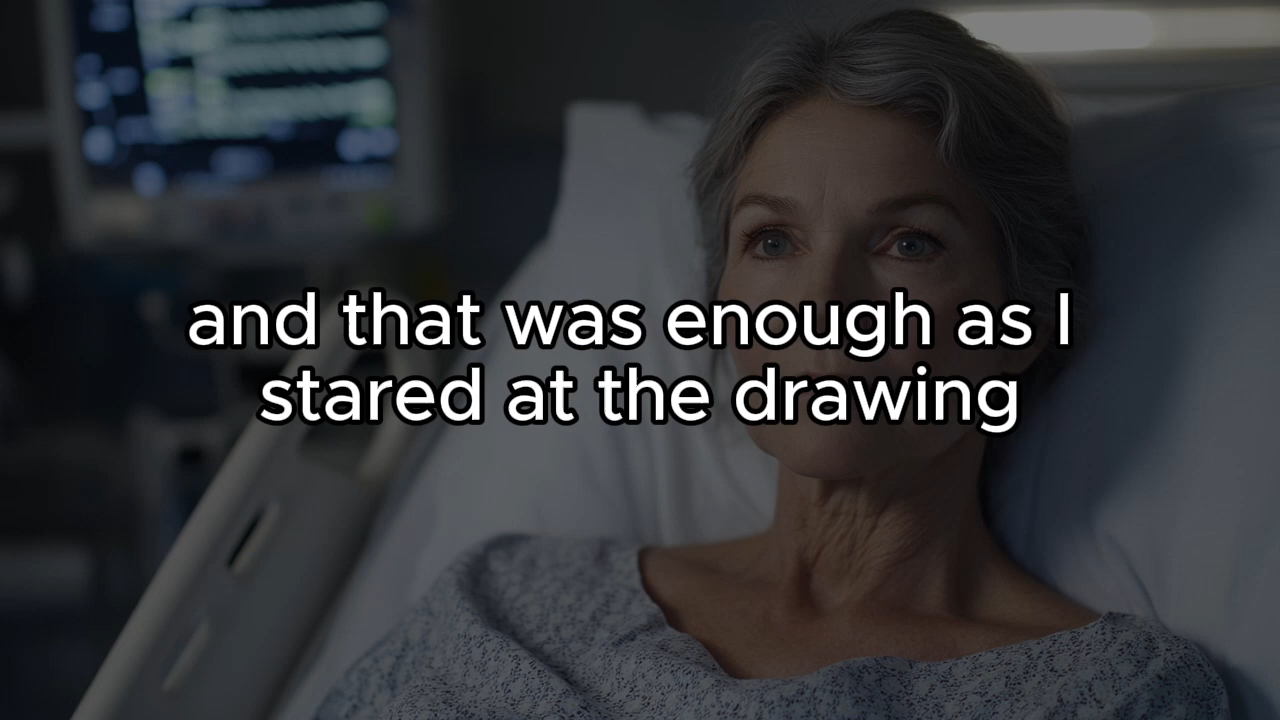 and that was enough as I
stared at the drawing